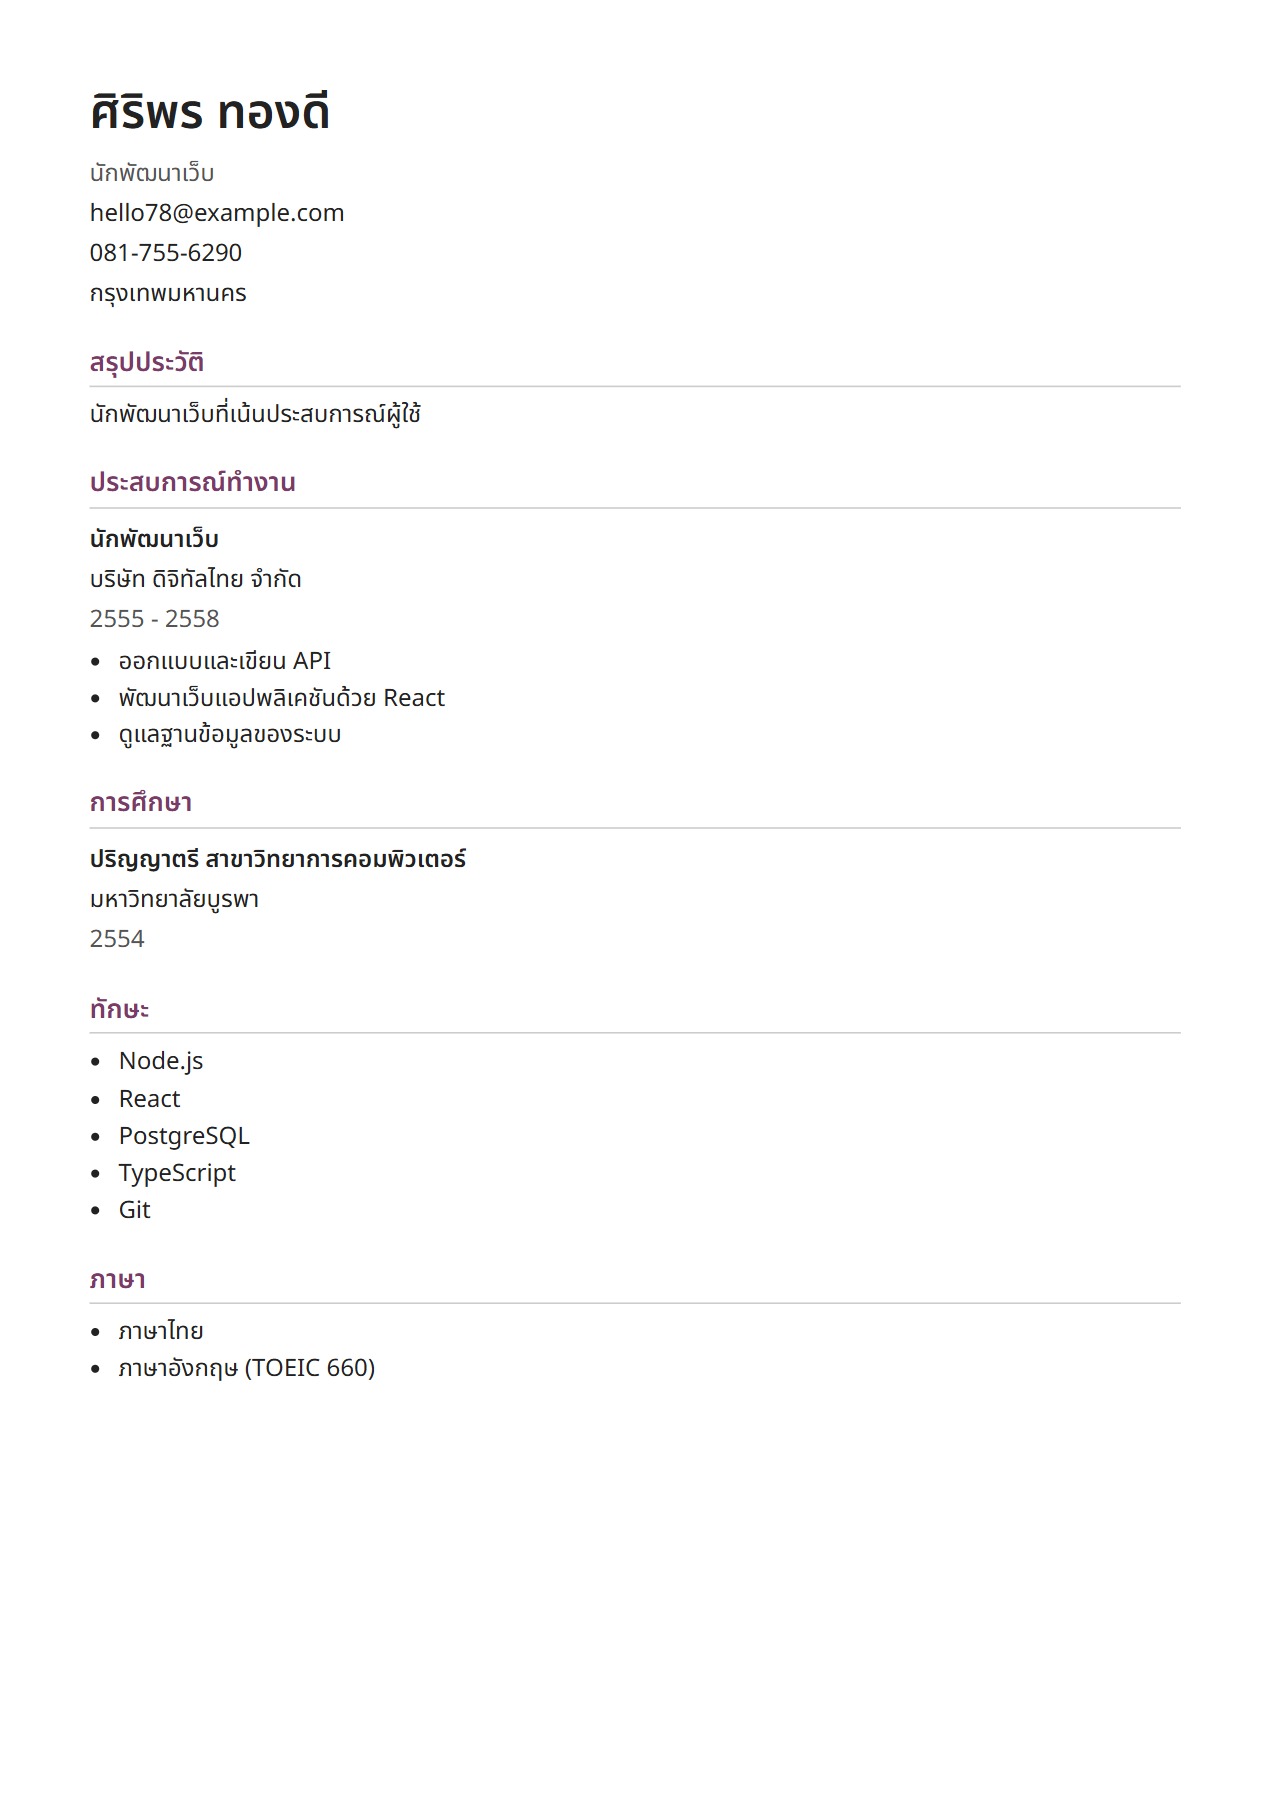 ศิริพร ทองดี
นักพัฒนาเว็บ
hello78@example.com
081-755-6290
กรุงเทพมหานคร
สรุปประวัติ
นักพัฒนาเว็บที่เน้นประสบการณ์ผู้ใช้
ประสบการณ์ทำงาน
นักพัฒนาเว็บ
บริษัท ดิจิทัลไทย จำกัด
2555 - 2558
• ออกแบบและเขียน API
• พัฒนาเว็บแอปพลิเคชันด้วย React
• ดูแลฐานข้อมูลของระบบ
การศึกษา
ปริญญาตรี สาขาวิทยาการคอมพิวเตอร์
มหาวิทยาลัยบูรพา
2554
ทักษะ
• Node.js
• React
• PostgreSQL
• TypeScript
• Git
ภาษา
• ภาษาไทย
• ภาษาอังกฤษ (TOEIC 660)